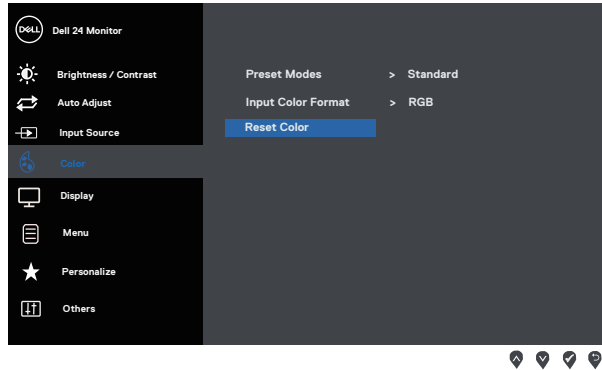 DELL Dell 24 Monitor
Brightness / Contrast
Auto Adjust
Input Source
Color
Display
Menu
Personalize
Others
Preset Modes > Standard
Input Color Format > RGB
Reset Color